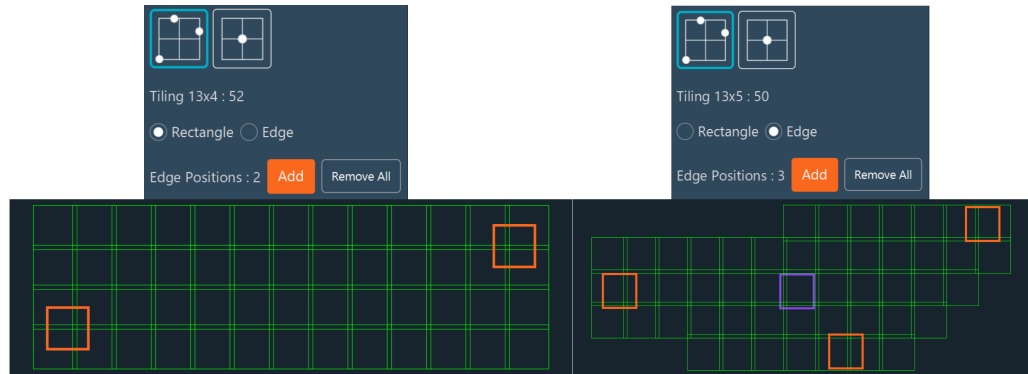 Tiling 13x4 : 52
Rectangle Edge
Edge Positions : 2 Add Remove All
Tiling 13x5 : 50
Rectangle Edge
Edge Positions : 3 Add Remove All